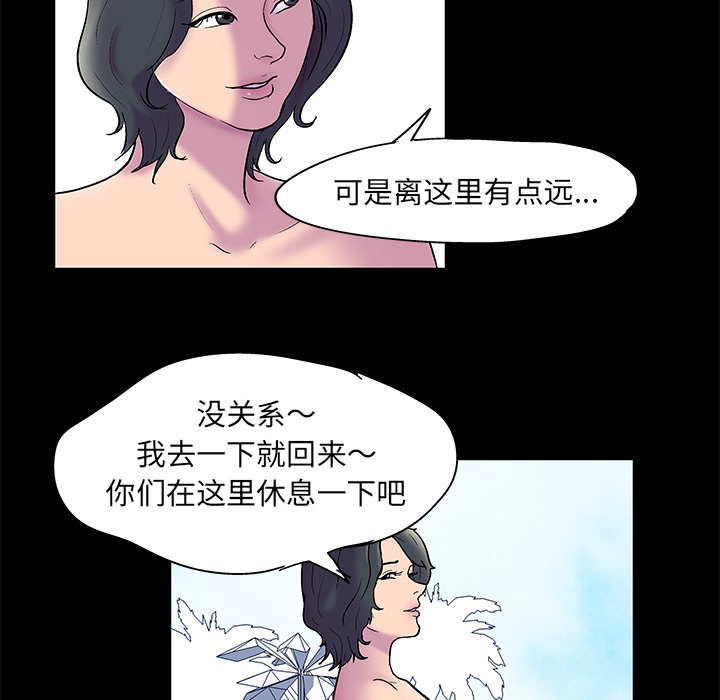 可是离这里有点远…
没关系～
我去一下就回来～
你们在这里休息一下吧